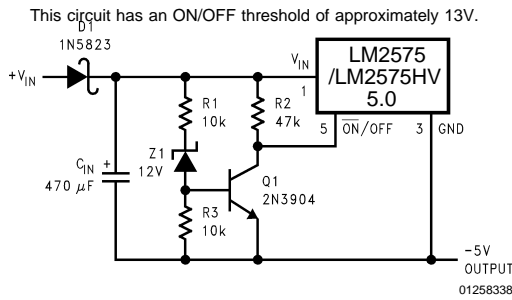 This circuit has an ON/OFF threshold of approximately 13V.
D1
1N5823
+VIN
VIN
1
LM2575
/LM2575HV
5.0
5
ON/OFF
3
GND
R1
10k
R2
47k
Z1
12V
CIN
+
470 μF
Q1
2N3904
R3
10k
−5V
OUTPUT
01258338